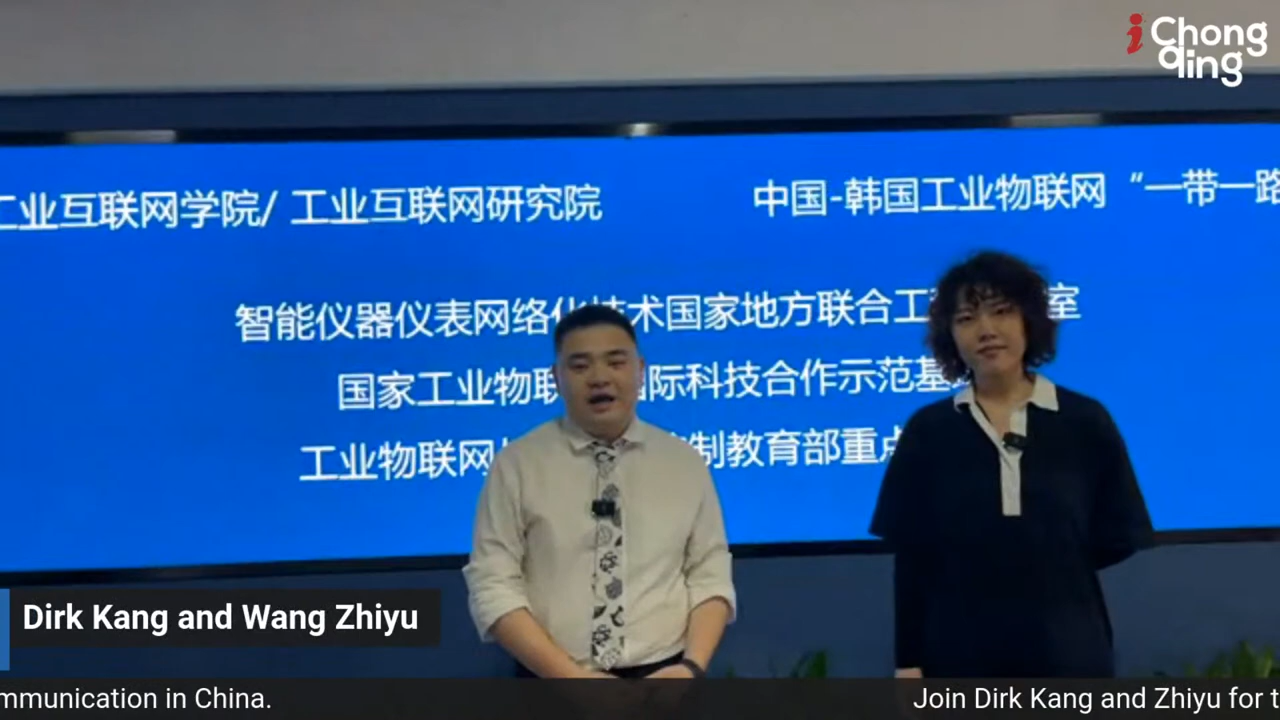 i Chong
qing
工业互联网学院/ 工业互联网研究院
中国-韩国工业物联网“一带一路
智能仪器仪表网络化技术国家地方联合工
室
国家工业物联
国际科技合作示范基
工业物联网
制教育部重点
Dirk Kang and Wang Zhiyu
mmunication in China.
Join Dirk Kang and Zhiyu for t